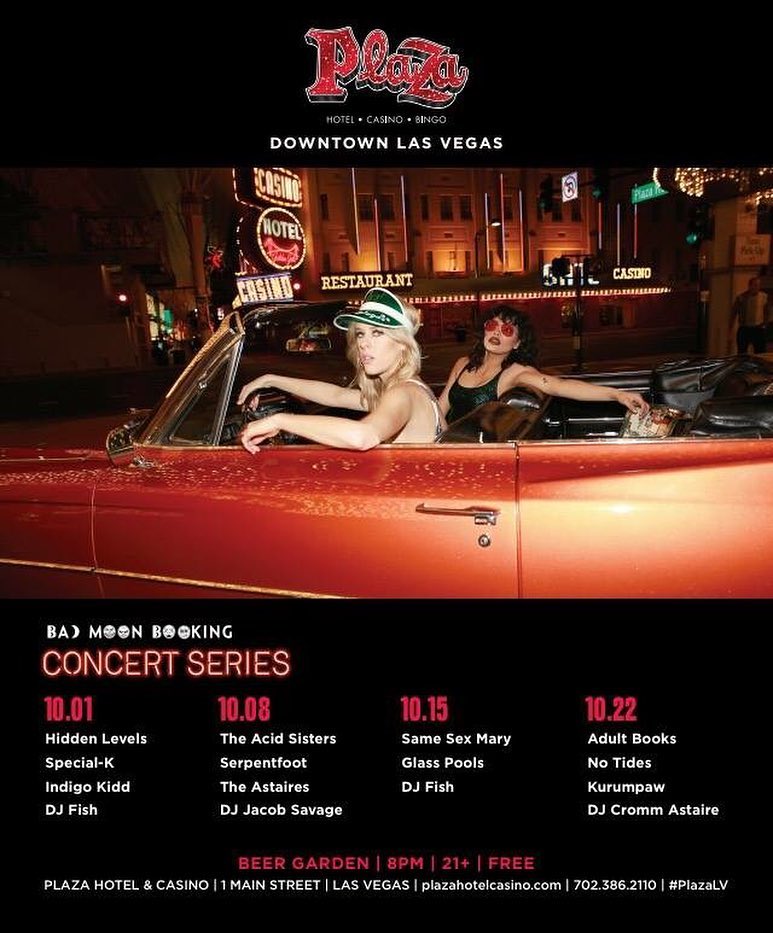 Plaza
HOTEL • CASINO • BINGO
DOWNTOWN LAS VEGAS
CASINO
HOTEL
CASINO
RESTAURANT
CASINO
Plaza
BAD MOON BOOKING
CONCERT SERIES
10.01
Hidden Levels
Special-K
Indigo Kidd
DJ Fish
10.08
The Acid Sisters
Serpentfoot
The Astaires
DJ Jacob Savage
10.15
Same Sex Mary
Glass Pools
DJ Fish
10.22
Adult Books
No Tides
Kurumpaw
DJ Cromm Astaire
BEER GARDEN | 8PM | 21+ | FREE
PLAZA HOTEL & CASINO | 1 MAIN STREET | LAS VEGAS | plazahotelcasino.com | 702.386.2110 | #PlazaLV